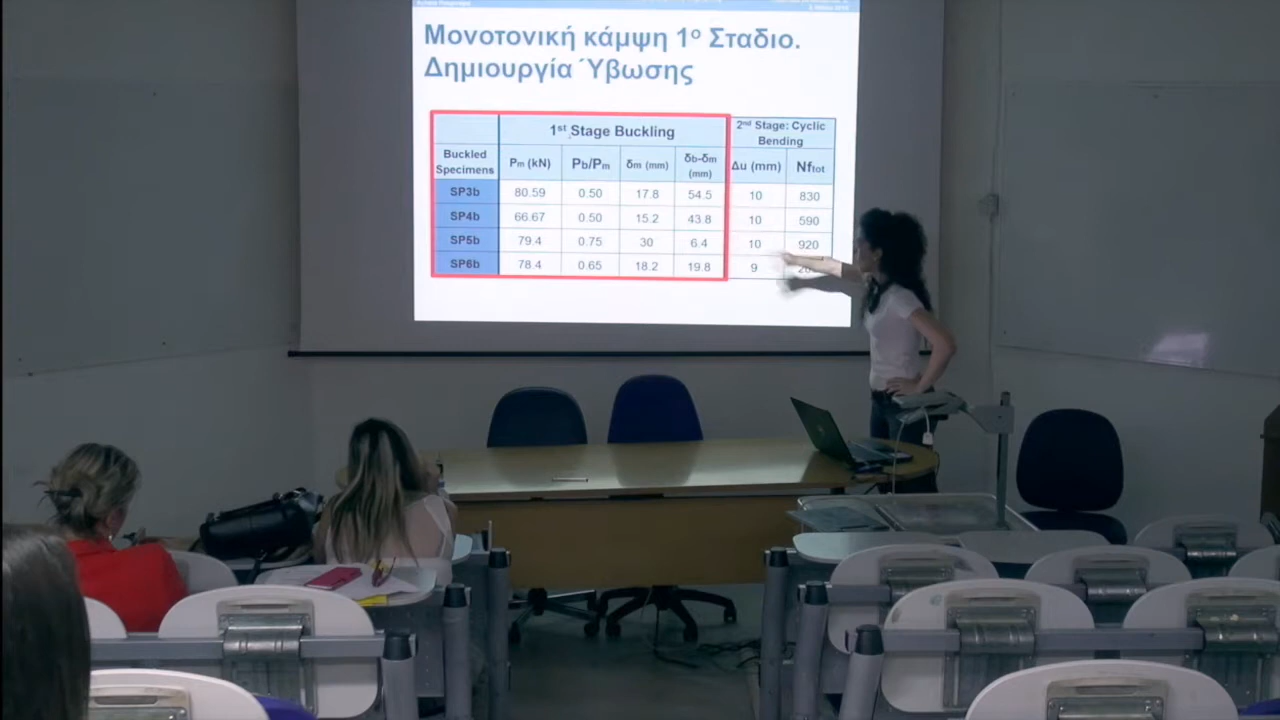 Μονοτονική κάμψη 1ο Σταδιο.
Δημιουργία Ύβωσης
1st Stage Buckling
2nd Stage: Cyclic
Bending
Buckled
Specimens
Pm (kN) Pb/Pm δm (mm) δb-δm
(mm)
Δu (mm) Nftot
SP3b 80.59 0.50 17.8 54.5 10 830
SP4b 66.67 0.50 15.2 43.8 10 590
SP5b 79.4 0.75 30 6.4 10 920
SP6b 78.4 0.65 18.2 19.8 9